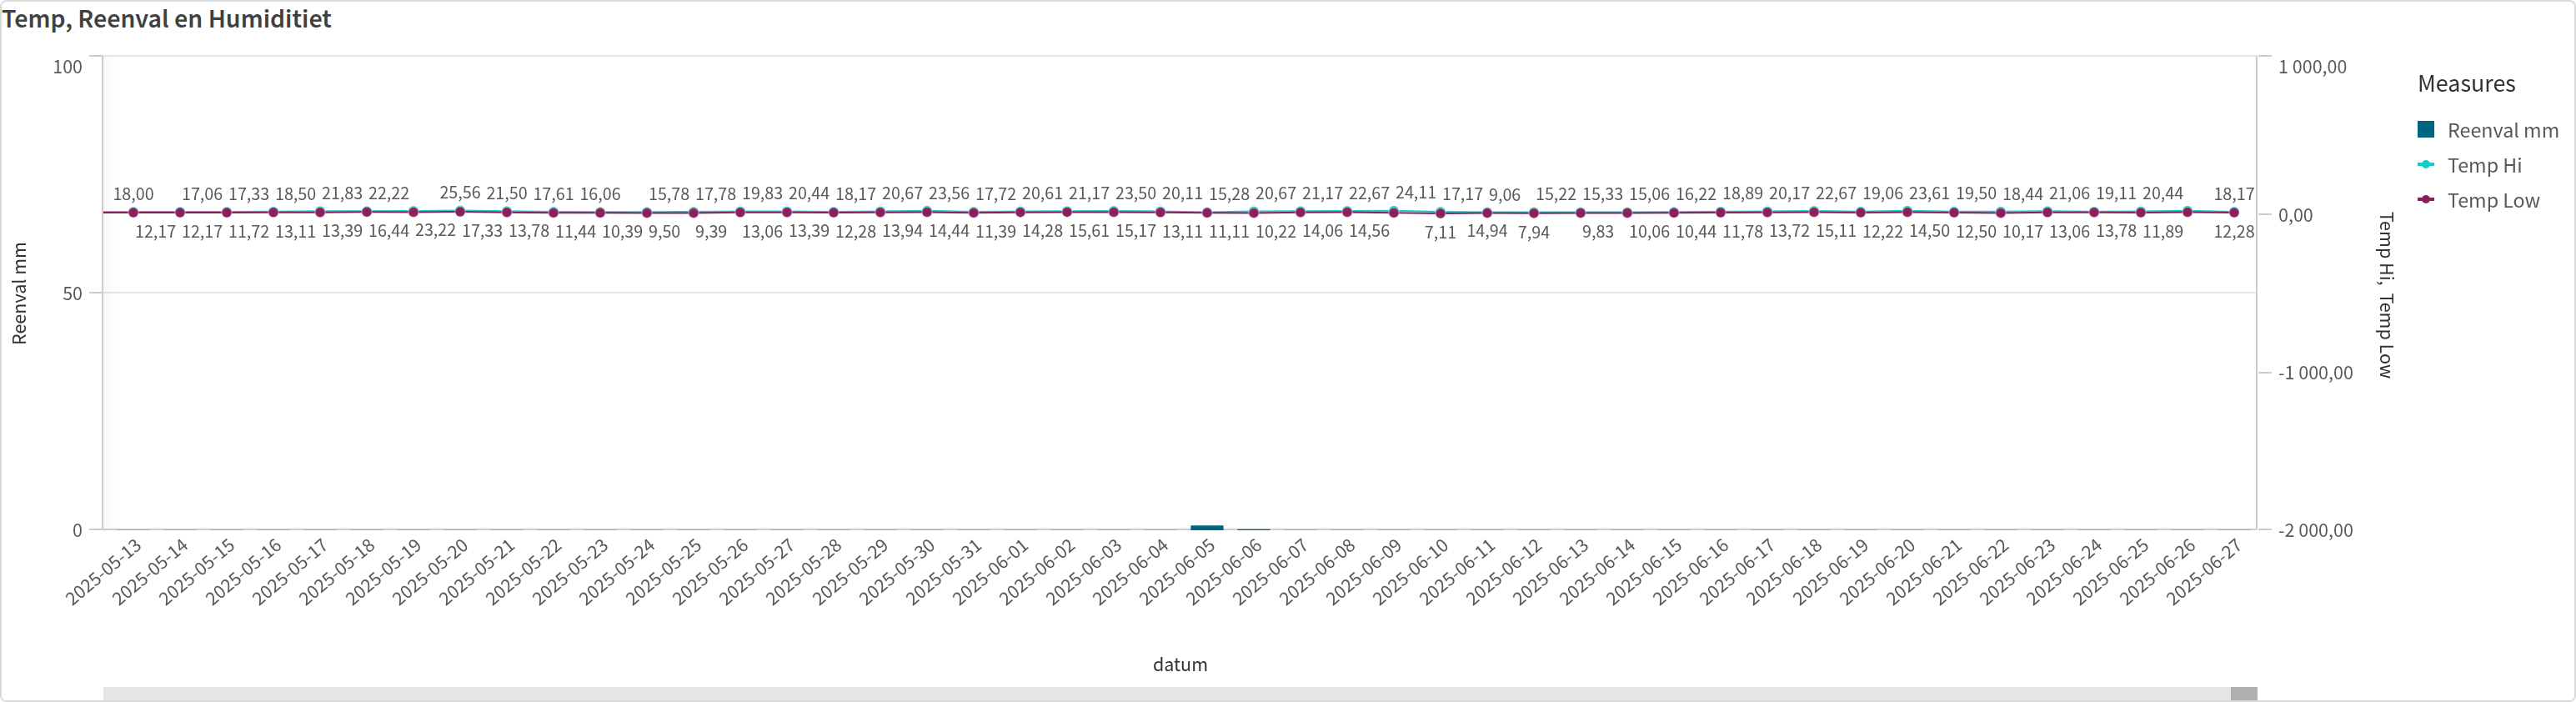 Temp, Reenval en Humiditiet
100
50
0
Reenval mm
1 000,00
0,00
-1 000,00
-2 000,00
Temp Hi, Temp Low
Measures
Reenval mm
Temp Hi
Temp Low
18,00 17,06 17,33 18,50 21,83 22,22 25,56 21,50 17,61 16,06 15,78 17,78 19,83 20,44 18,17 20,67 23,56 17,72 20,61 21,17 23,50 20,11 15,28 20,67 21,17 22,67 24,11 17,17 9,06 15,22 15,33 15,06 16,22 18,89 20,17 22,67 19,06 23,61 19,50 18,44 21,06 19,11 20,44 18,17
12,17 12,17 11,72 13,11 13,39 16,44 23,22 17,33 13,78 11,44 10,39 9,50 9,39 13,06 13,39 12,28 13,94 14,44 11,39 14,28 15,61 15,17 13,11 11,11 10,22 14,06 14,56 7,11 14,94 7,94 9,83 10,06 10,44 11,78 13,72 15,11 12,22 14,50 12,50 10,17 13,06 13,78 11,89 12,28
2025-05-13 2025-05-14 2025-05-15 2025-05-16 2025-05-17 2025-05-18 2025-05-19 2025-05-20 2025-05-21 2025-05-22 2025-05-23 2025-05-24 2025-05-25 2025-05-26 2025-05-27 2025-05-28 2025-05-29 2025-05-30 2025-05-31 2025-06-01 2025-06-02 2025-06-03 2025-06-04 2025-06-05 2025-06-06 2025-06-07 2025-06-08 2025-06-09 2025-06-10 2025-06-11 2025-06-12 2025-06-13 2025-06-14 2025-06-15 2025-06-16 2025-06-17 2025-06-18 2025-06-19 2025-06-20 2025-06-21 2025-06-22 2025-06-23 2025-06-24 2025-06-25 2025-06-26 2025-06-27
datum